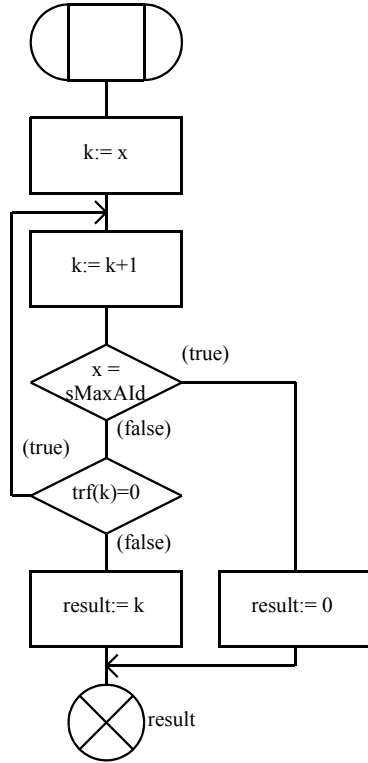 k:= x
k:= k+1
(true)
x =
sMaxAId
(false)
(true)
trf(k)=0
(false)
result:= k
result:= 0
result